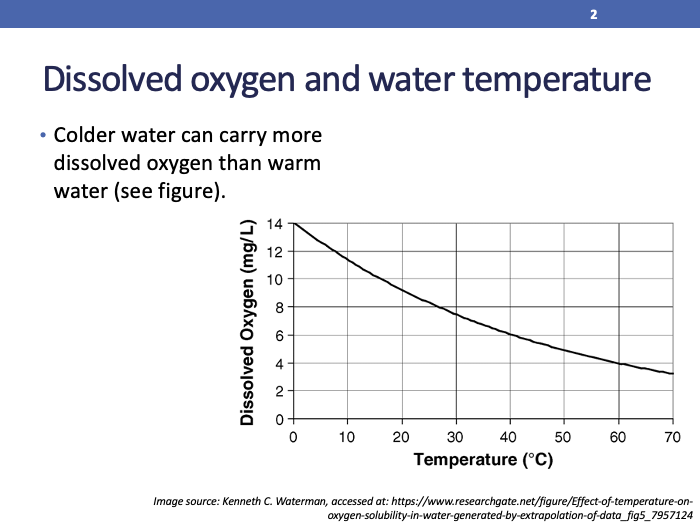 2
Dissolved oxygen and water temperature
• Colder water can carry more
dissolved oxygen than warm
water (see figure).
Dissolved Oxygen (mg/L)
14
12
10
8
6
4
2
0
0 10 20 30 40 50 60 70
Temperature (°C)
Image source: Kenneth C. Waterman, accessed at: https://www.researchgate.net/figure/Effect-of-temperature-on-
oxygen-solubility-in-water-generated-by-extrapolation-of-data_fig5_7957124